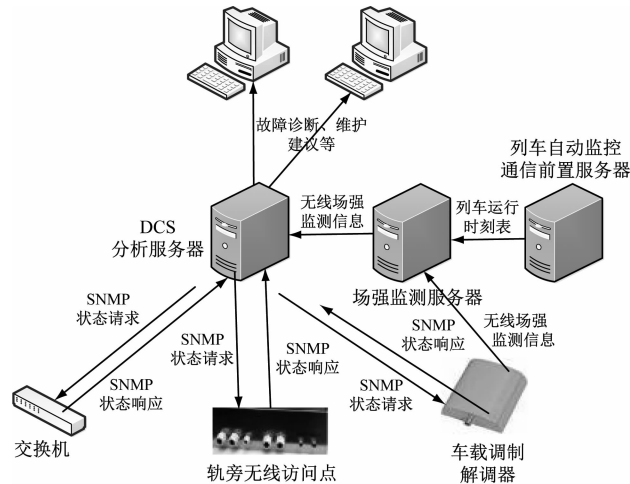 故障诊断、维护
建议等
列车自动监控
通信前置服务器
DCS
分析服务器
无线场强
监测信息
列车运行
时刻表
场强监测服务器
SNMP
状态请求
SNMP
状态响应
SNMP
状态请求
SNMP
状态响应
SNMP
状态请求
SNMP
状态响应
无线场强
监测信息
交换机
轨旁无线访问点
车载调制
解调器